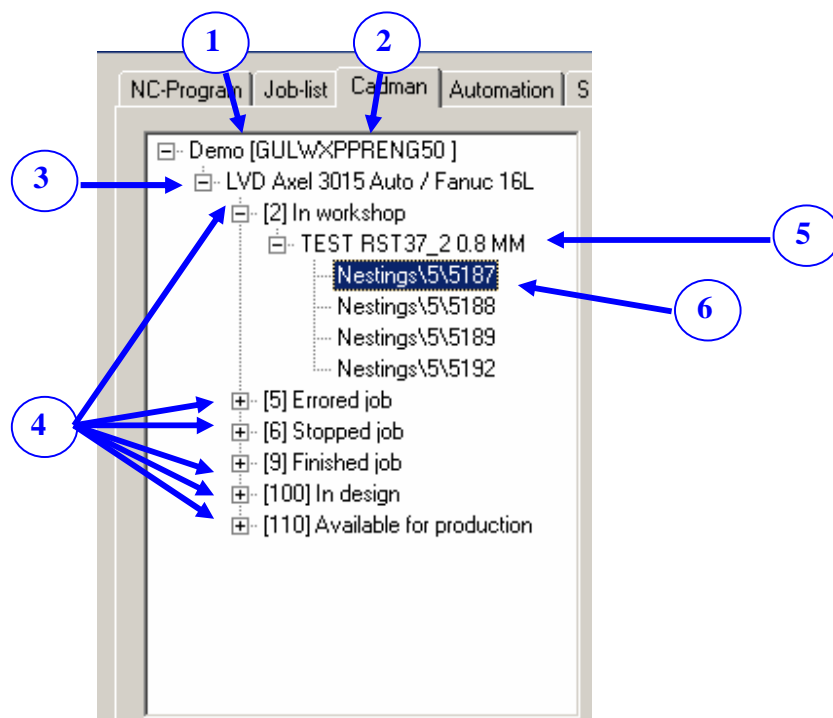 1 2
NC-Program Job-list Cadman Automation S
Demo [GULWXPPRENG50 ]
3 LVD Axel 3015 Auto / Fanuc 16L
[2] In workshop
TEST RST37_2 0.8 MM 5
Nestings\5\5187
Nestings\5\5188 6
Nestings\5\5189
Nestings\5\5192
[5] Errored job
4 [6] Stopped job
[9] Finished job
[100] In design
[110] Available for production